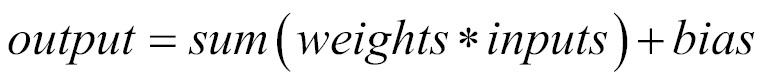 output = sum(weights * inputs) + bias